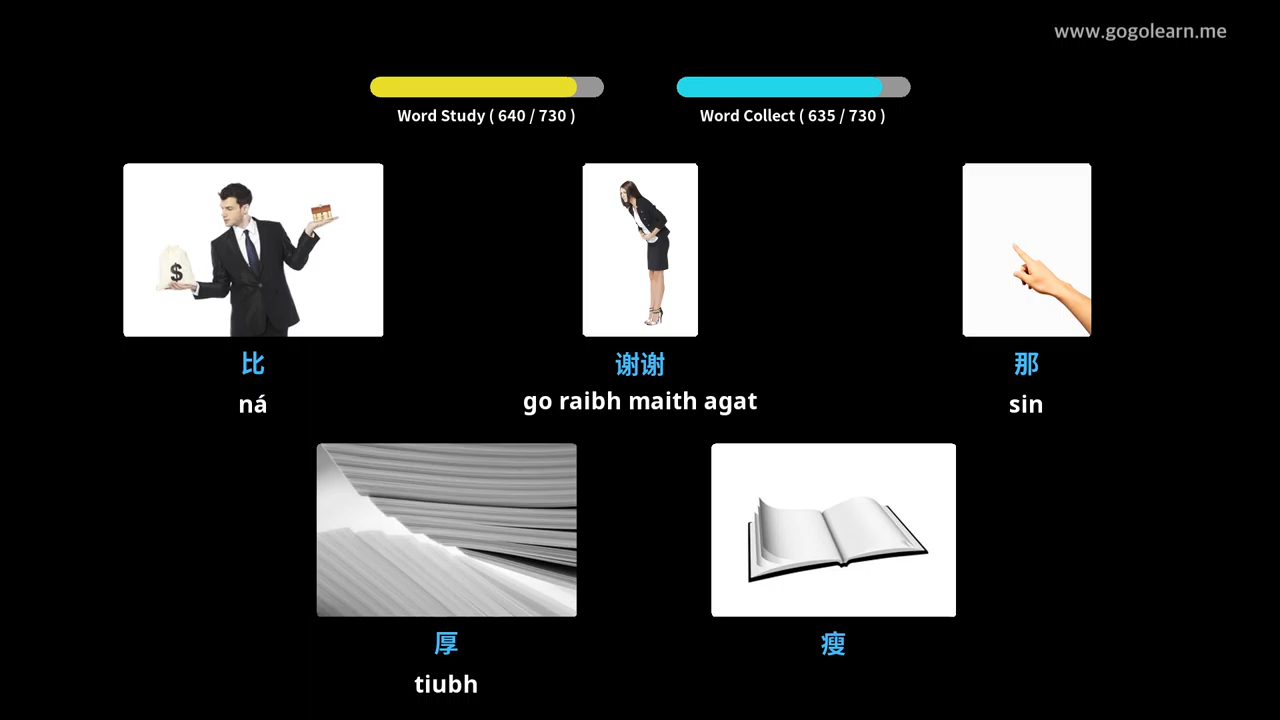 www.gogolearn.me
Word Study ( 640 / 730 )
Word Collect ( 635 / 730 )
$
比
谢谢
那
ná
go raibh maith agat
sin
厚
瘦
tiubh